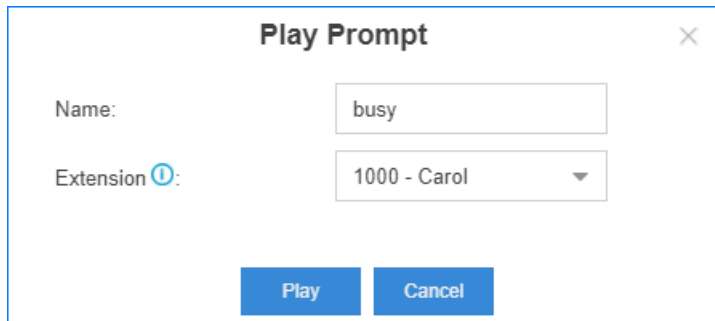 Play Prompt
Name:
busy
Extension :
1000 - Carol
Play
Cancel